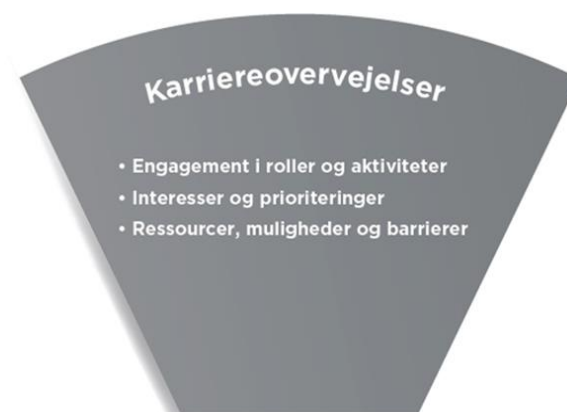 Karriereovervejelser
• Engagement i roller og aktiviteter
• Interesser og prioriteringer
• Ressourcer, muligheder og barrierer